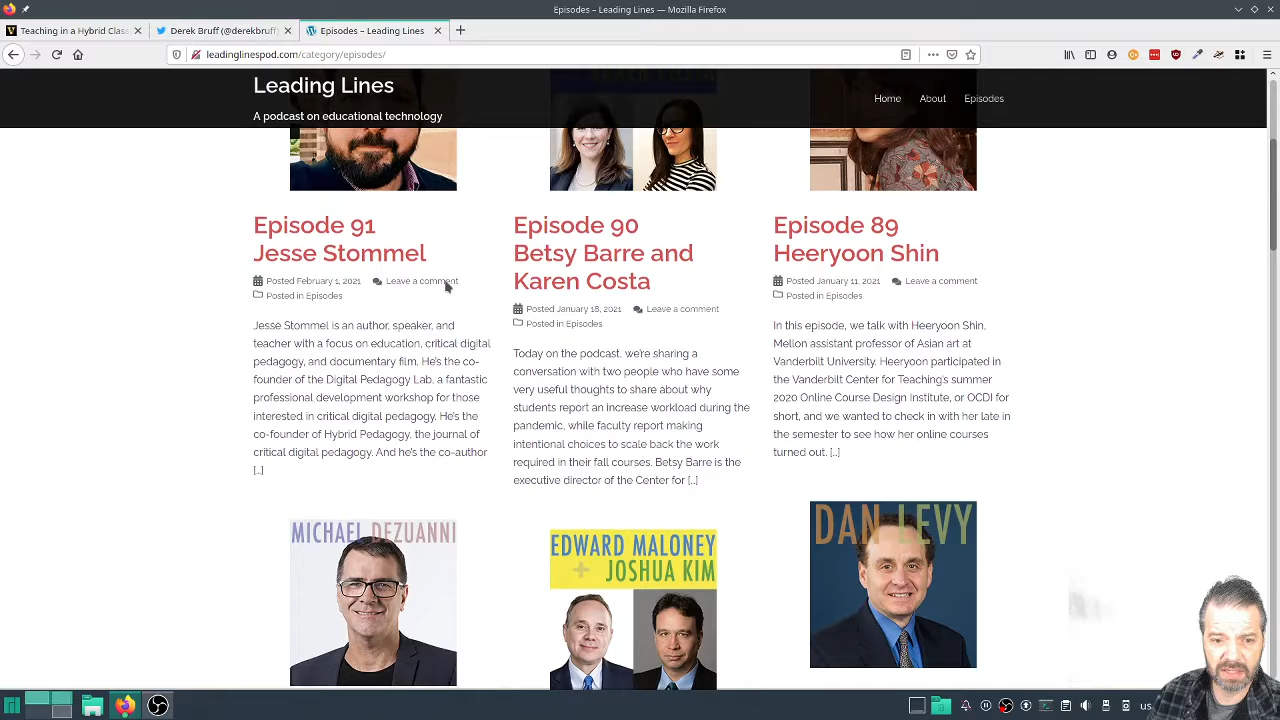 Episodes – Leading Lines — Mozilla Firefox
Teaching in a Hybrid Class
Derek Bruff (@derekbruff)
Episodes – Leading Lines
leadinglinespod.com/category/episodes/
Leading Lines
A podcast on educational technology
Home
About
Episodes
Episode 91
Jesse Stommel
Posted February 1, 2021
Leave a comment
Posted in Episodes
Jesse Stommel is an author, speaker, and
teacher with a focus on education, critical digital
pedagogy, and documentary film. He's the co-
founder of the Digital Pedagogy Lab, a fantastic
professional development workshop for those
interested in critical digital pedagogy. He's the
co-founder of Hybrid Pedagogy, the journal of
critical digital pedagogy. And he's the co-author
[…]
Episode 90
Betsy Barre and
Karen Costa
Posted January 18, 2021
Leave a comment
Posted in Episodes
Today on the podcast, we're sharing a
conversation with two people who have some
very useful thoughts to share about why
students report an increase workload during the
pandemic, while faculty report making
intentional choices to scale back the work
required in their fall courses. Betsy Barre is the
executive director of the Center for […]
Episode 89
Heeryoon Shin
Posted January 11, 2021
Leave a comment
Posted in Episodes
In this episode, we talk with Heeryoon Shin,
Mellon assistant professor of Asian art at
Vanderbilt University. Heeryoon participated in
the Vanderbilt Center for Teaching's summer
2020 Online Course Design Institute, or OCDI for
short, and we wanted to check in with her late in
the semester to see how her online courses
turned out. […]
MICHAEL DEZUANNI
EDWARD MALONEY
+ JOSHUA KIM
DAN LEVY
us